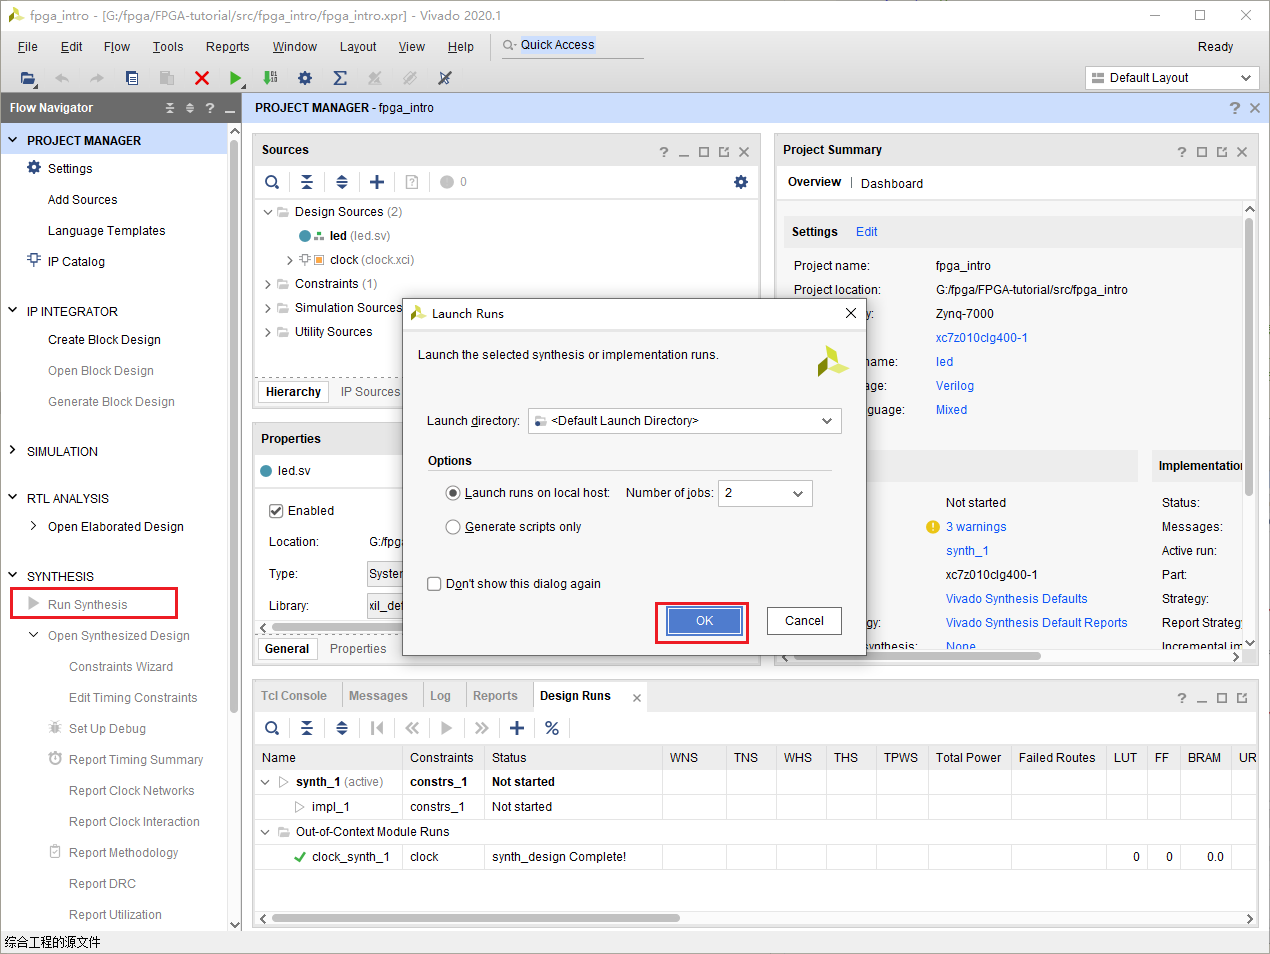 fpga_intro - [G:/fpga/FPGA-tutorial/src/fpga_intro/fpga_intro.xpr] - Vivado 2020.1
File Edit Flow Tools Reports Window Layout View Help Quick Access Ready
Default Layout
Flow Navigator
PROJECT MANAGER - fpga_intro
PROJECT MANAGER
Settings
Add Sources
Language Templates
IP Catalog
IP INTEGRATOR
Create Block Design
Open Block Design
Generate Block Design
SIMULATION
RTL ANALYSIS
Open Elaborated Design
SYNTHESIS
Run Synthesis
Open Synthesized Design
Constraints Wizard
Edit Timing Constraints
Set Up Debug
Report Timing Summary
Report Clock Networks
Report Clock Interaction
Report Methodology
Report DRC
Report Utilization
Sources
0
Design Sources (2)
led (led.sv)
clock (clock.xci)
Constraints (1)
Simulation Sources
Utility Sources
Hierarchy IP Sources
Properties
led.sv
Enabled
Location: G:/fpg
Type: Syster
Library: xil_def
General Properties
Project Summary
Overview | Dashboard
Settings Edit
Project name: fpga_intro
Project location: G:/fpga/FPGA-tutorial/src/fpga_intro
y: Zynq-7000
xc7z010clg400-1
name: led
age: Verilog
guage: Mixed
Implementation
Not started Status:
3 warnings Messages:
synth_1 Active run:
xc7z010clg400-1 Part:
Vivado Synthesis Defaults Strategy:
gy: Vivado Synthesis Default Reports Report Strategy
ynthesis: None Incremental im
Launch Runs
Launch the selected synthesis or implementation runs.
Launch directory: <Default Launch Directory>
Options
Launch runs on local host: Number of jobs: 2
Generate scripts only
Don't show this dialog again
OK Cancel
Tcl Console Messages Log Reports Design Runs
Name Constraints Status WNS TNS WHS THS TPWS Total Power Failed Routes LUT FF BRAM UR
synth_1 (active) constrs_1 Not started
impl_1 constrs_1 Not started
Out-of-Context Module Runs
clock_synth_1 clock synth_design Complete! 0 0 0.0
综合工程的源文件